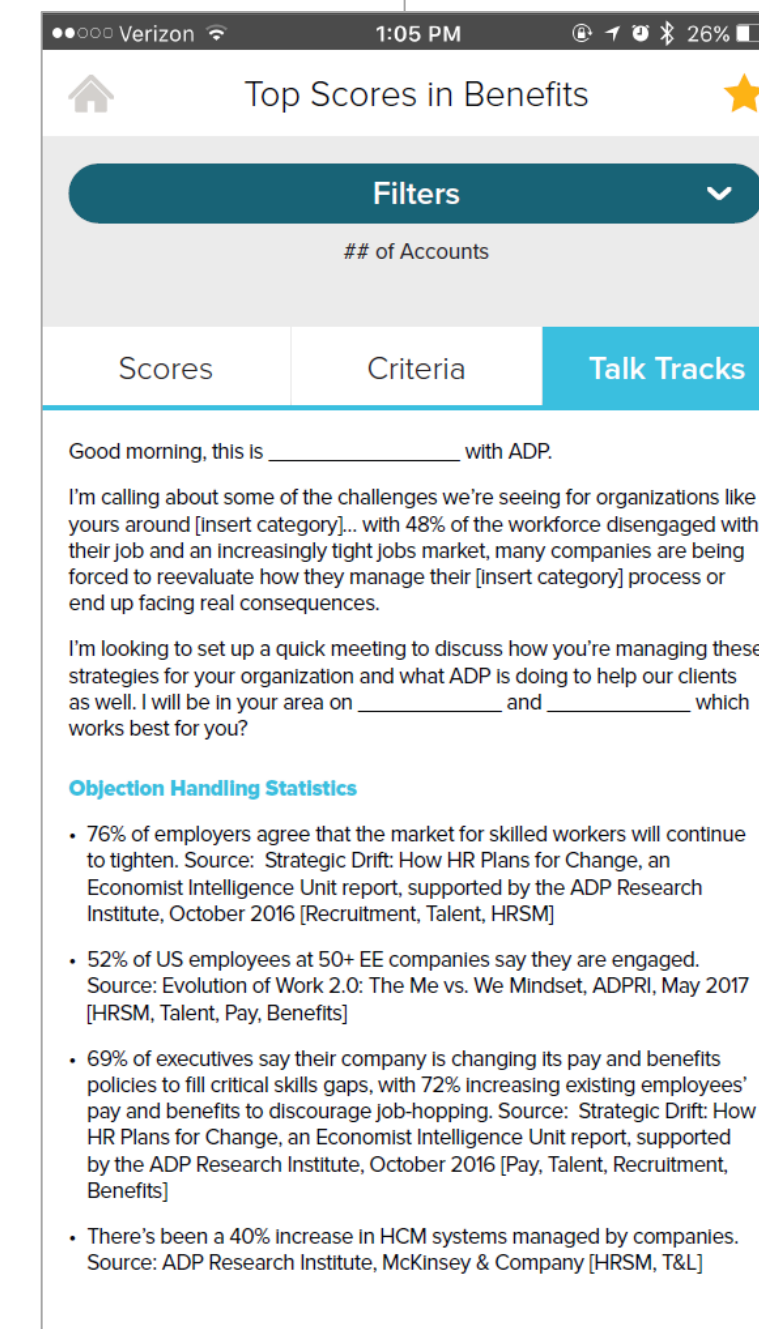 Verizon 1:05 PM 26%
Top Scores in Benefits
Filters
## of Accounts
Scores Criteria Talk Tracks
Good morning, this is __________________ with ADP.
I'm calling about some of the challenges we're seeing for organizations like
yours around [insert category]... with 48% of the workforce disengaged with
their job and an increasingly tight jobs market, many companies are being
forced to reevaluate how they manage their [insert category] process or
end up facing real consequences.
I'm looking to set up a quick meeting to discuss how you're managing these
strategies for your organization and what ADP is doing to help our clients
as well. I will be in your area on ______________ and ______________ which
works best for you?
Objection Handling Statistics
• 76% of employers agree that the market for skilled workers will continue
to tighten. Source:  Strategic Drift: How HR Plans for Change, an
Economist Intelligence Unit report, supported by the ADP Research
Institute, October 2016 [Recruitment, Talent, HRSM]
• 52% of US employees at 50+ EE companies say they are engaged.
Source: Evolution of Work 2.0: The Me vs. We Mindset, ADPRI, May 2017
[HRSM, Talent, Pay, Benefits]
• 69% of executives say their company is changing its pay and benefits
policies to fill critical skills gaps, with 72% increasing existing employees'
pay and benefits to discourage job-hopping. Source:  Strategic Drift: How
HR Plans for Change, an Economist Intelligence Unit report, supported
by the ADP Research Institute, October 2016 [Pay, Talent, Recruitment,
Benefits]
• There's been a 40% increase in HCM systems managed by companies.
Source: ADP Research Institute, McKinsey & Company [HRSM, T&L]